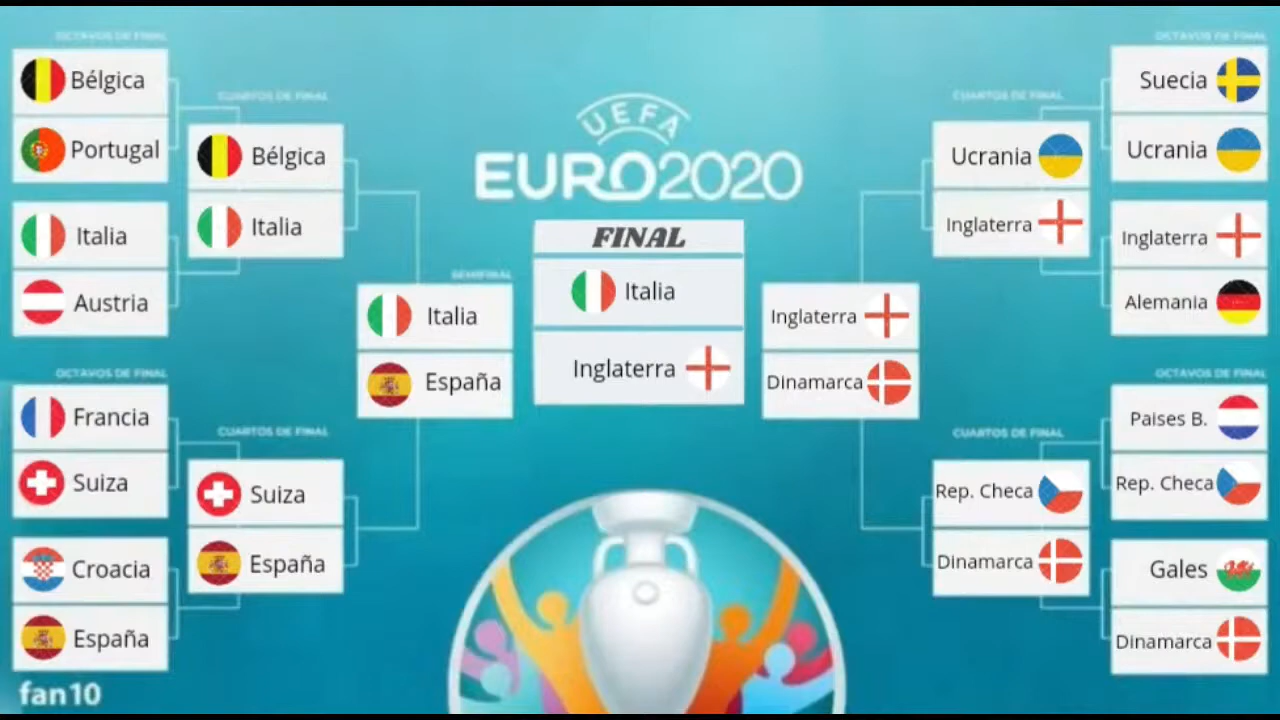 OCTAVOS DE FINAL
Bélgica
Portugal
Italia
Austria
CUARTOS DE FINAL
Bélgica
Italia
OCTAVOS DE FINAL
Francia
Suiza
Croacia
España
CUARTOS DE FINAL
Suiza
España
SEMIFINAL
Italia
España
UEFA
EURO2020
FINAL
Italia
Inglaterra
Inglaterra
Dinamarca
CUARTOS DE FINAL
Ucrania
Inglaterra
OCTAVOS DE FINAL
Suecia
Ucrania
Inglaterra
Alemania
CUARTOS DE FINAL
Rep. Checa
Dinamarca
OCTAVOS DE FINAL
Paises B.
Rep. Checa
Gales
Dinamarca
fan10